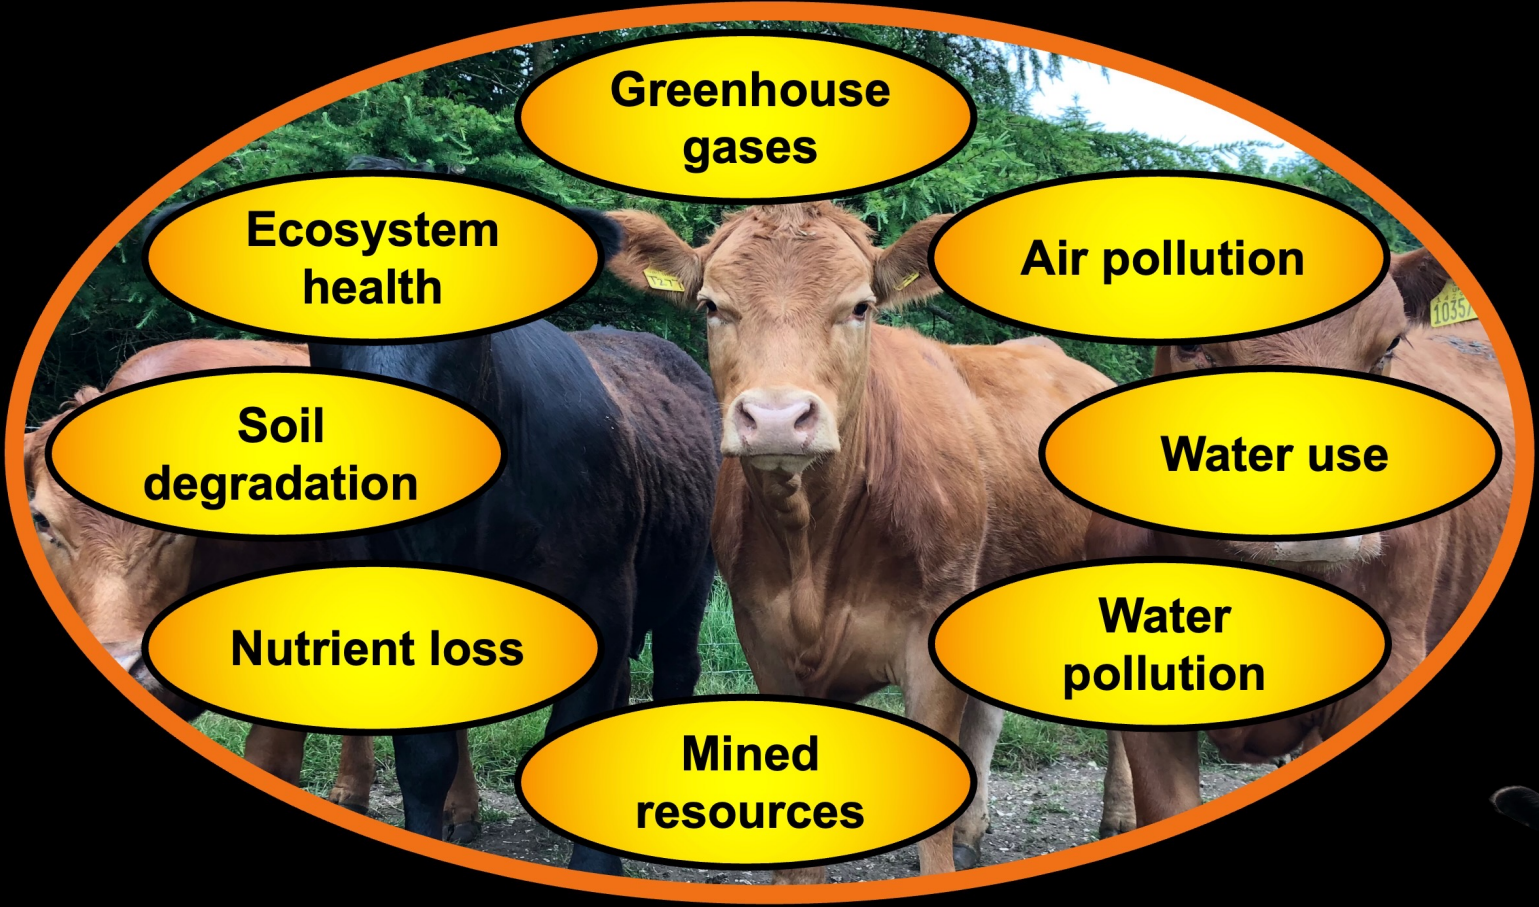 Greenhouse
gases
Ecosystem
health
Air pollution
Soil
degradation
Water use
Nutrient loss
Water
pollution
Mined
resources